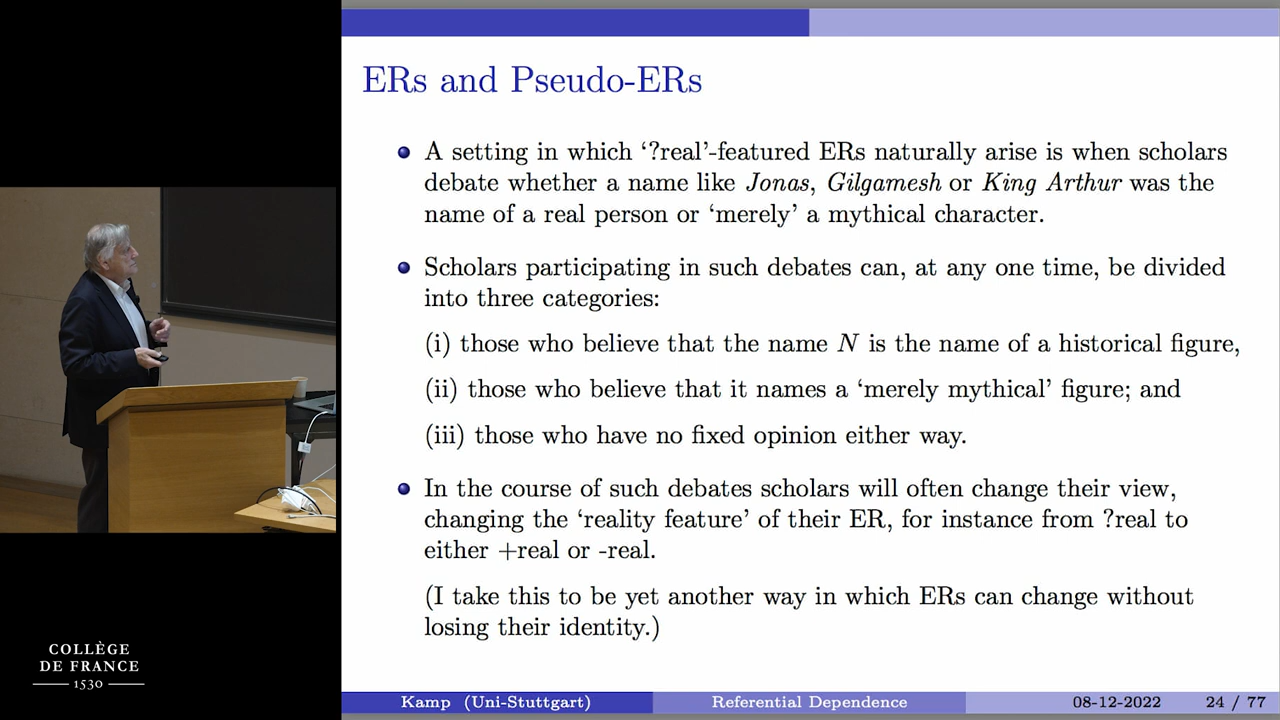 ERs and Pseudo-ERs
A setting in which ‘?real’-featured ERs naturally arise is when scholars
debate whether a name like Jonas, Gilgamesh or King Arthur was the
name of a real person or ‘merely’ a mythical character.
Scholars participating in such debates can, at any one time, be divided
into three categories:
(i) those who believe that the name N is the name of a historical figure,
(ii) those who believe that it names a ‘merely mythical’ figure; and
(iii) those who have no fixed opinion either way.
In the course of such debates scholars will often change their view,
changing the ‘reality feature’ of their ER, for instance from ?real to
either +real or -real.
(I take this to be yet another way in which ERs can change without
losing their identity.)
Kamp (Uni-Stuttgart) Referential Dependence 08-12-2022 24 / 77
COLLÈGE
DE FRANCE
1530